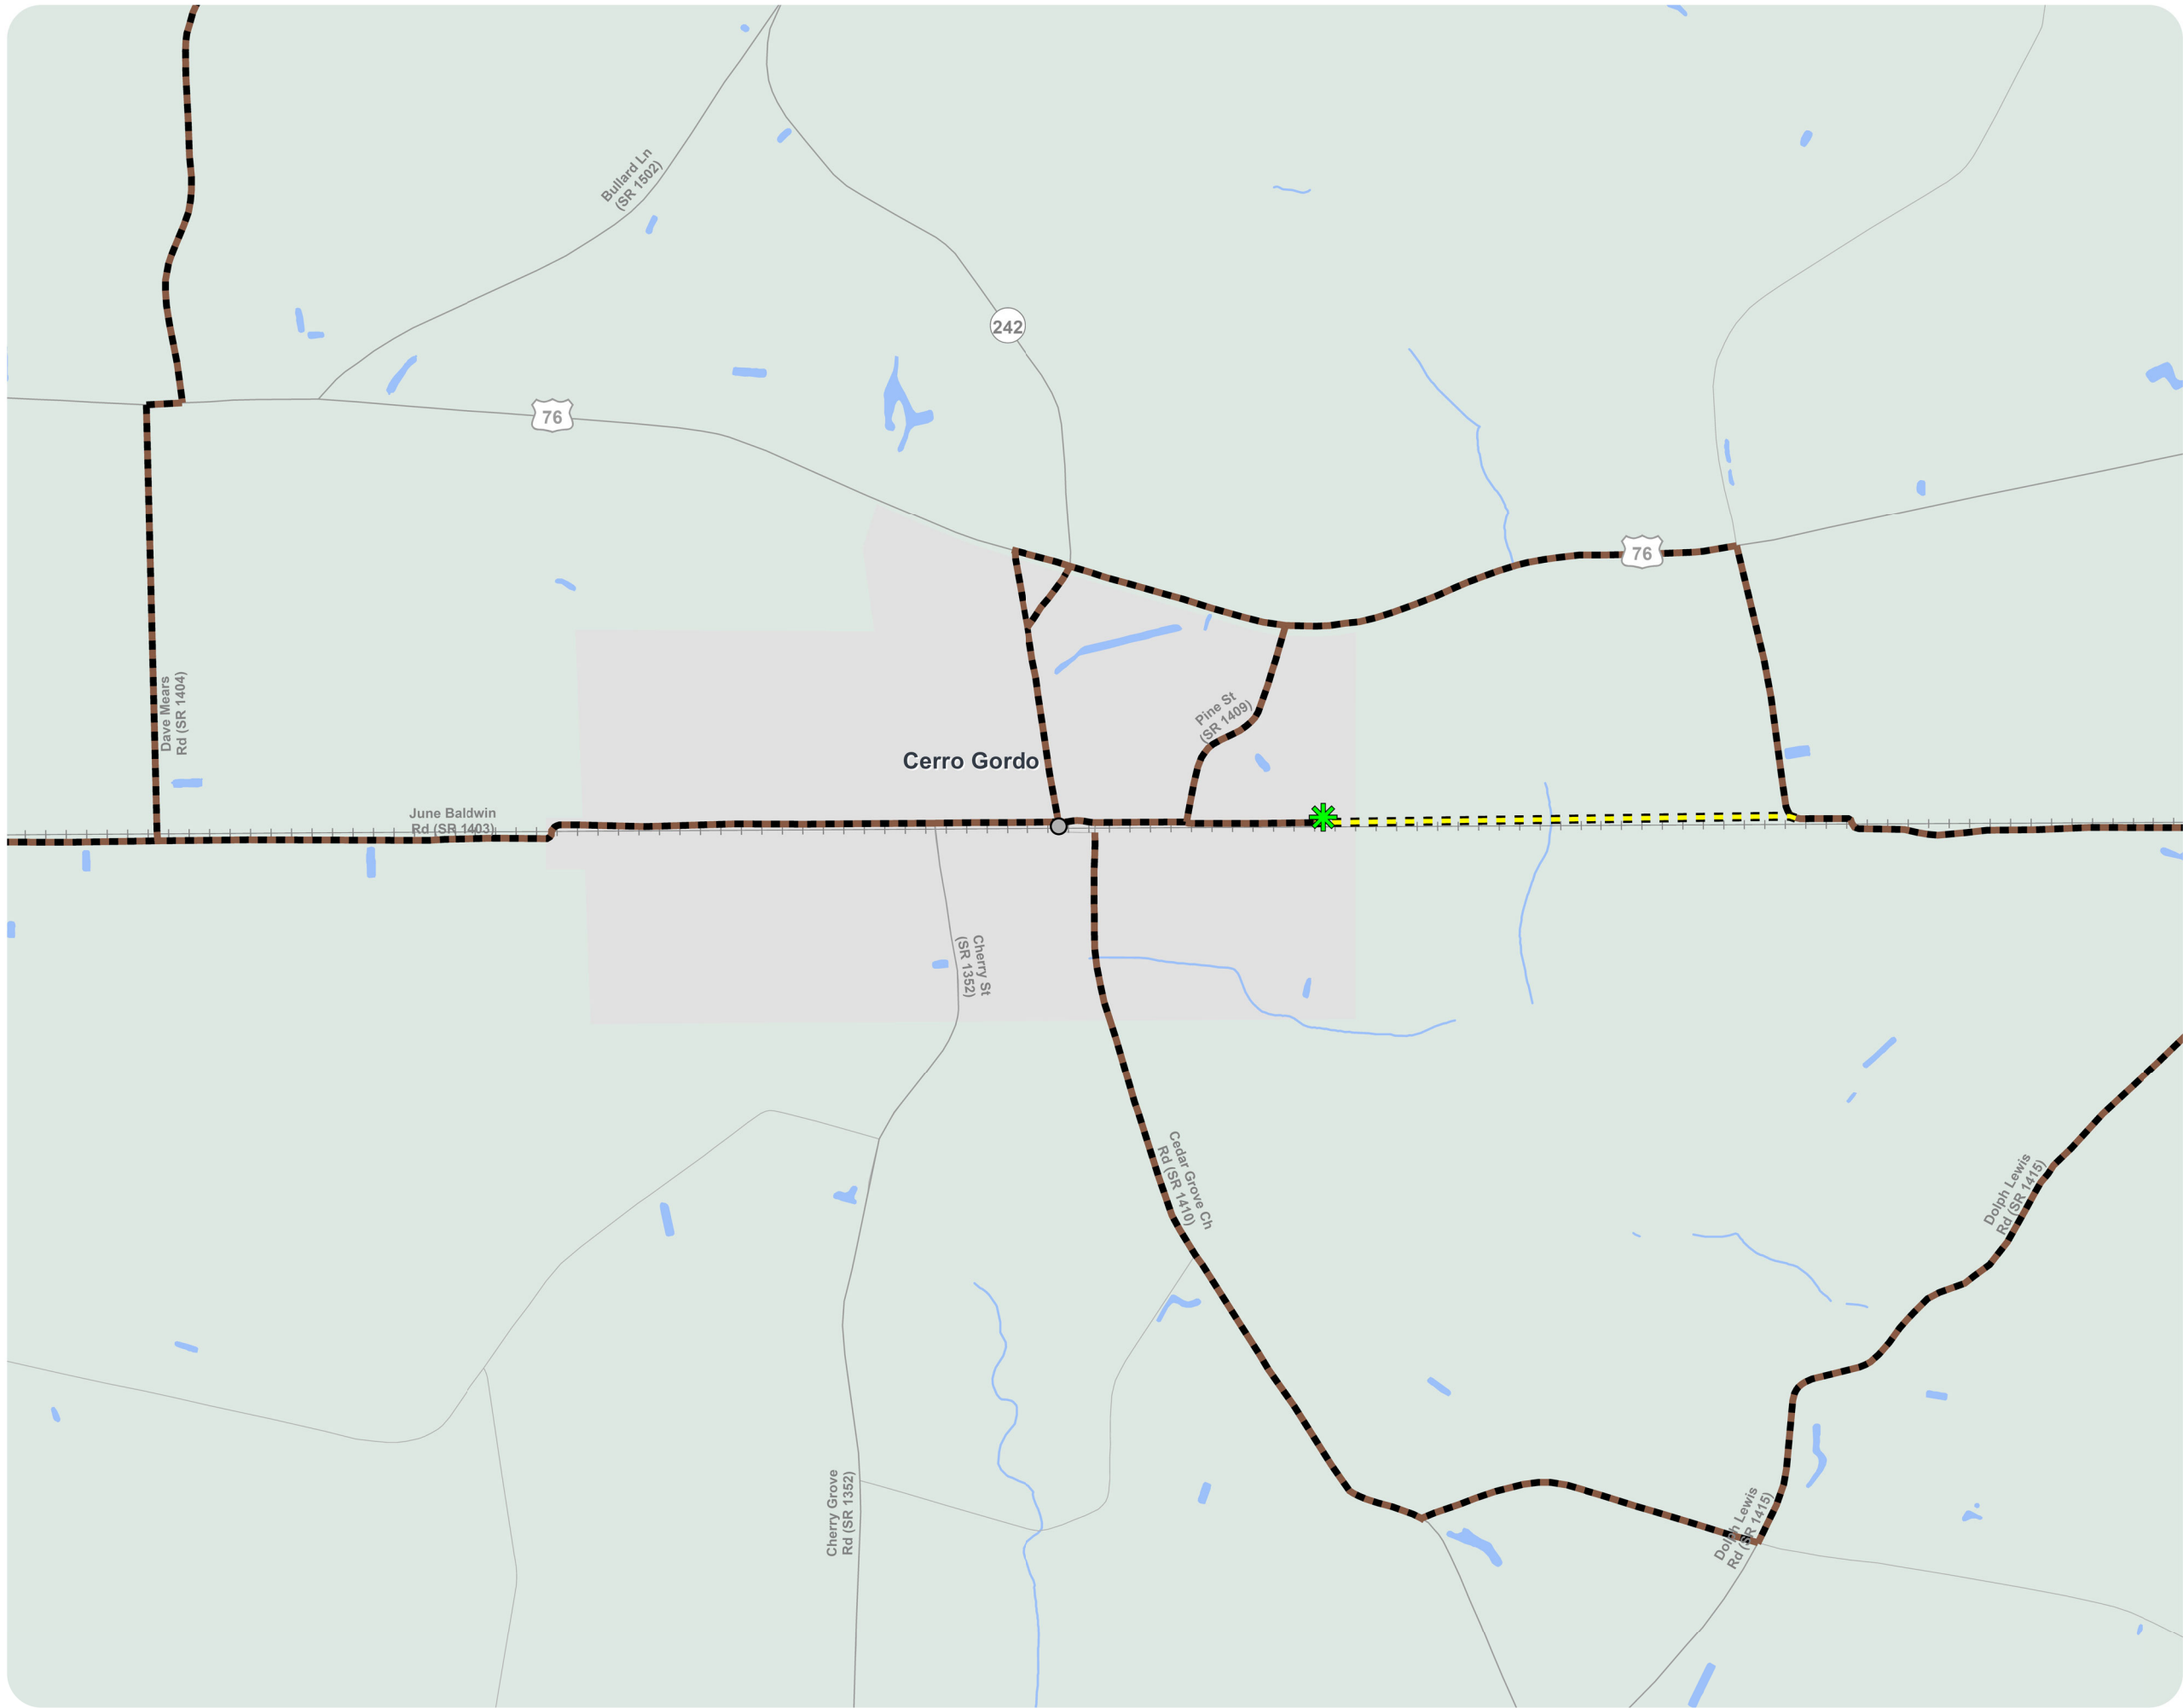 Bullard Ln
(SR 1502)
242
76
76
Dave Mears
Rd (SR 1404)
Pine St
(SR 1409)
Cerro Gordo
June Baldwin
Rd (SR 1403)
Cherry St
(SR 1352)
Cedar Grove Ch
Rd (SR 1410)
Dolph Lewis
Rd (SR 1415)
Cherry Grove
Rd (SR 1352)
Dolph Lewis
Rd (SR 1415)